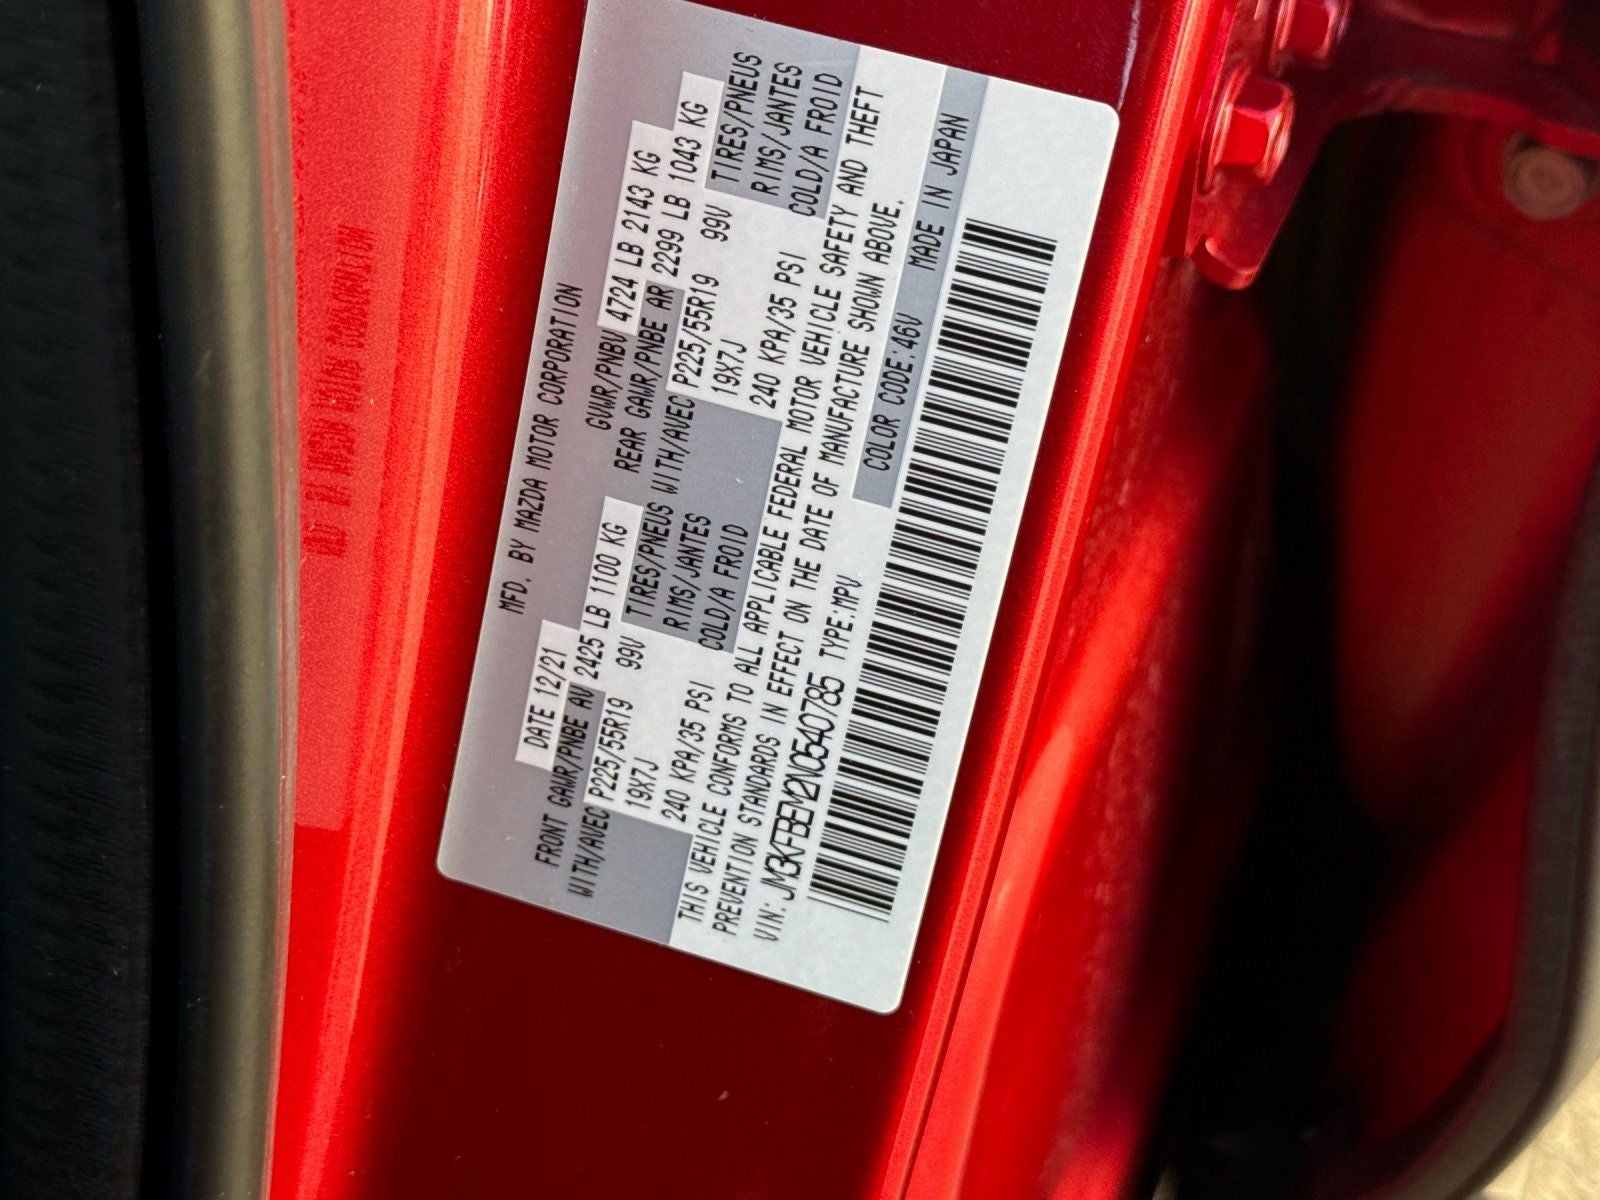 MFD. BY MAZDA MOTOR CORPORATION
DATE 12/21 GVWR/PNBV 4724 LB 2143 KG
FRONT GAWR/PNBE AV 2425 LB 1100 KG REAR GAWR/PNBE AR 2299 LB 1043 KG
WITH/AVEC P225/55R19 99V TIRES/PNEUS WITH/AVEC P225/55R19 99V TIRES/PNEUS
19X7J RIMS/JANTES 19X7J RIMS/JANTES
240 KPA/35 PSI COLD/A FROID 240 KPA/35 PSI COLD/A FROID
THIS VEHICLE CONFORMS TO ALL APPLICABLE FEDERAL MOTOR VEHICLE SAFETY AND THEFT
PREVENTION STANDARDS IN EFFECT ON THE DATE OF MANUFACTURE SHOWN ABOVE.
VIN: JM3KFBEM2N0540785 TYPE:MPV COLOR CODE:46V MADE IN JAPAN